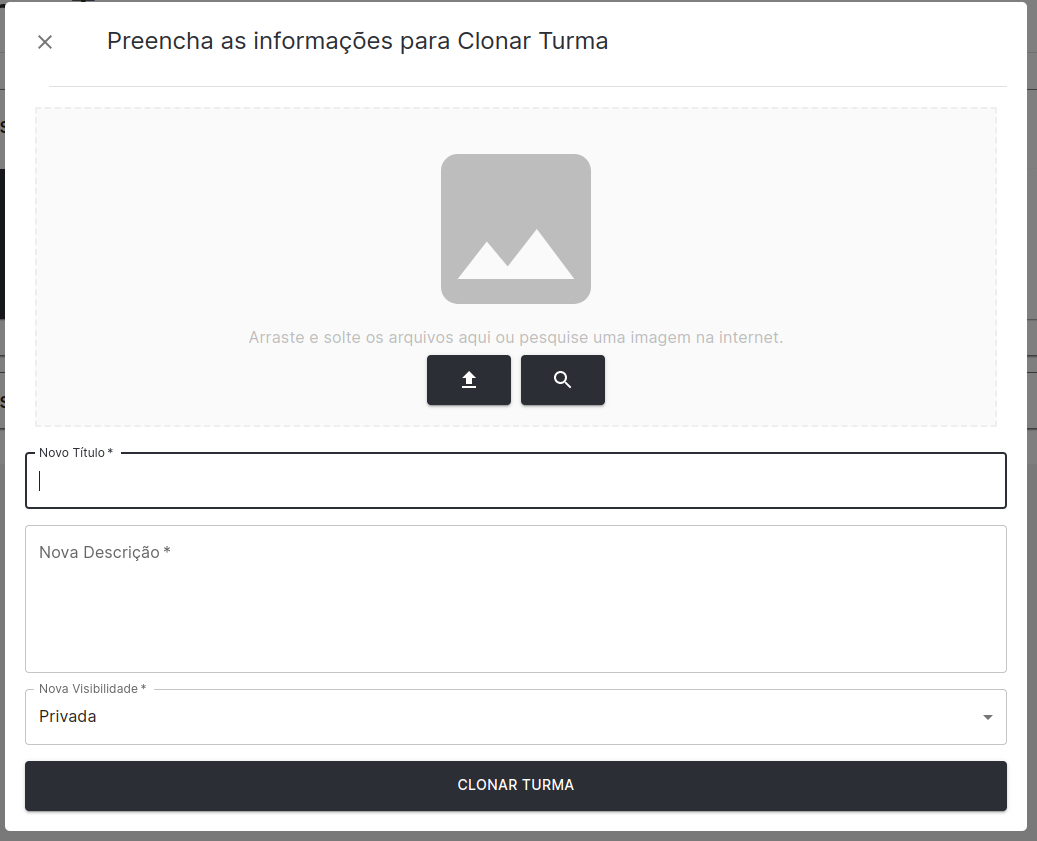 Preencha as informações para Clonar Turma
Arraste e solte os arquivos aqui ou pesquise uma imagem na internet.
Novo Título *
Nova Descrição *
Nova Visibilidade *
Privada
CLONAR TURMA